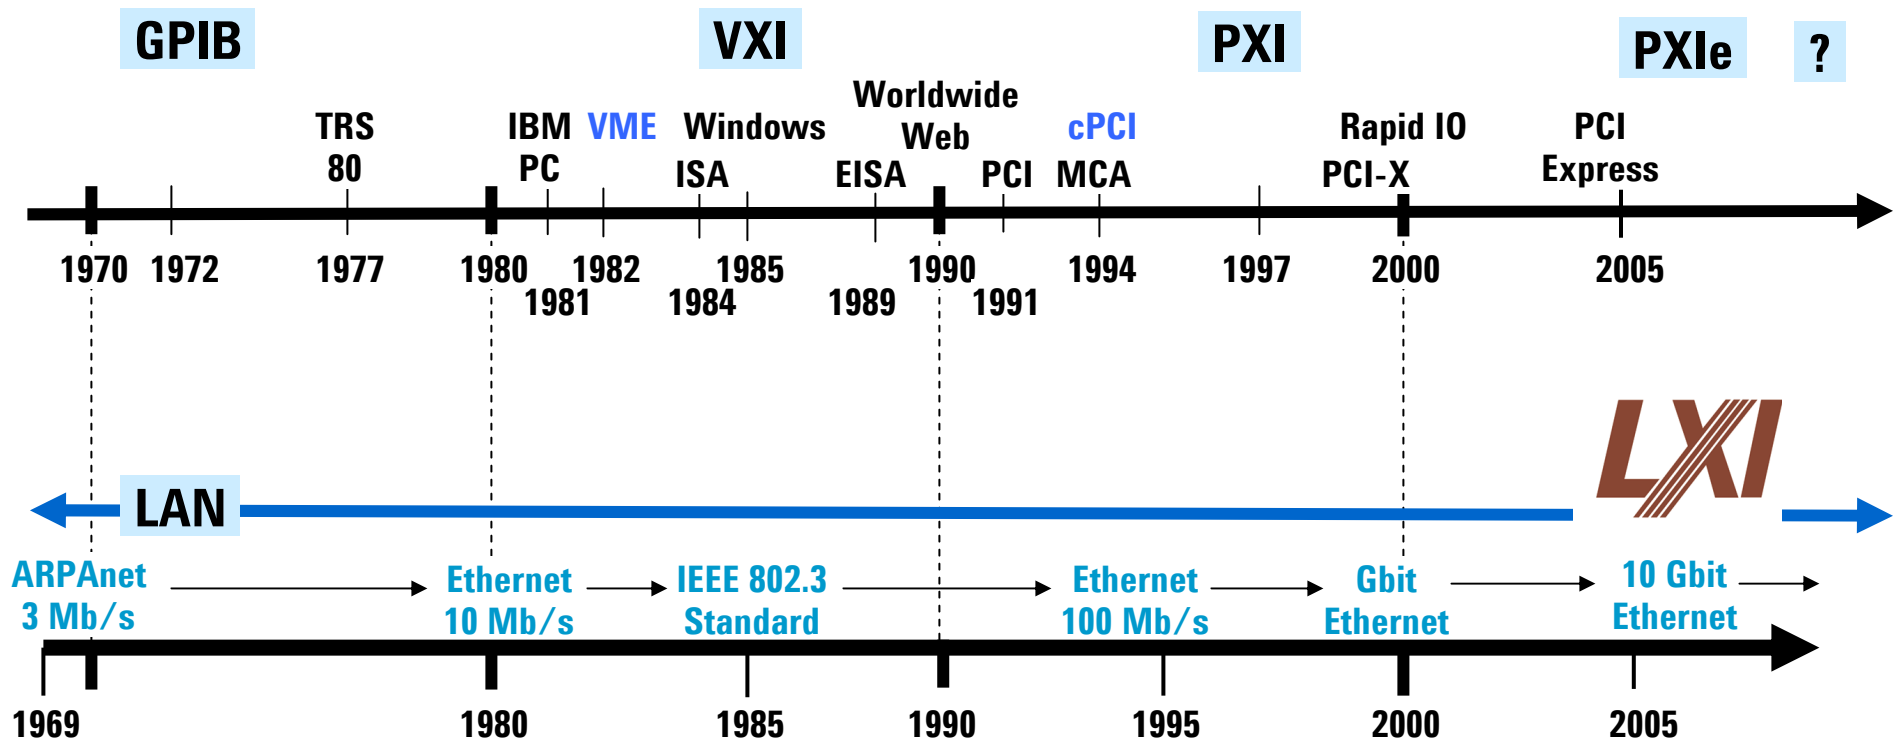 GPIB VXI PXI PXIe ?
Worldwide
TRS IBM VME Windows Web cPCI Rapid IO PCI
80 PC ISA EISA PCI MCA PCI-X Express
1970 1972 1977 1980 1982 1985 1990 1994 1997 2000 2005
1981 1984 1989 1991
LXI
LAN
ARPAnet Ethernet IEEE 802.3 Ethernet Gbit 10 Gbit
3 Mb/s 10 Mb/s Standard 100 Mb/s Ethernet Ethernet
1969 1980 1985 1990 1995 2000 2005